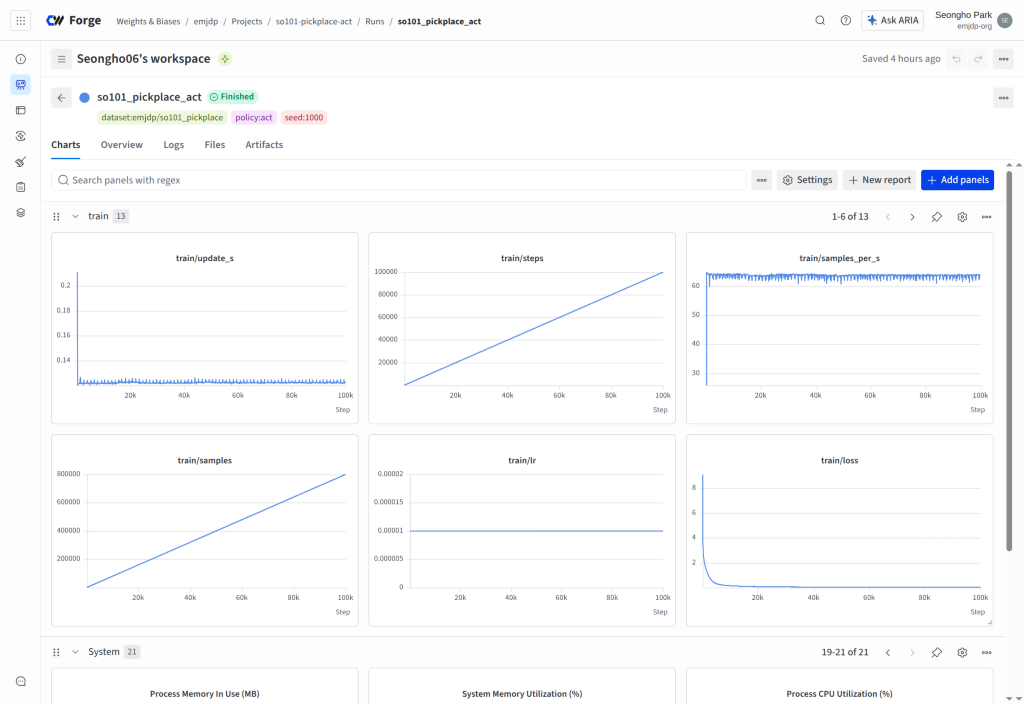 Forge
Weights & Biases / emjdp / Projects / so101-pickplace-act / Runs / so101_pickplace_act
Ask ARIA
Seongho Park
emjdp-org
SE
Seongho06's workspace
Saved 4 hours ago
so101_pickplace_act
Finished
dataset:emjdp/so101_pickplace
policy:act
seed:1000
Charts
Overview
Logs
Files
Artifacts
Search panels with regex
Settings
New report
Add panels
train 13
1-6 of 13
train/update_s
0.2
0.18
0.16
0.14
20k 40k 60k 80k 100k
Step
train/steps
100000
80000
60000
40000
20000
20k 40k 60k 80k 100k
Step
train/samples_per_s
60
50
40
30
20k 40k 60k 80k 100k
Step
train/samples
800000
600000
400000
200000
20k 40k 60k 80k 100k
Step
train/lr
0.00002
0.000015
0.00001
0.000005
0
20k 40k 60k 80k 100k
Step
train/loss
8
6
4
2
20k 40k 60k 80k 100k
Step
System 21
19-21 of 21
Process Memory In Use (MB)
System Memory Utilization (%)
Process CPU Utilization (%)